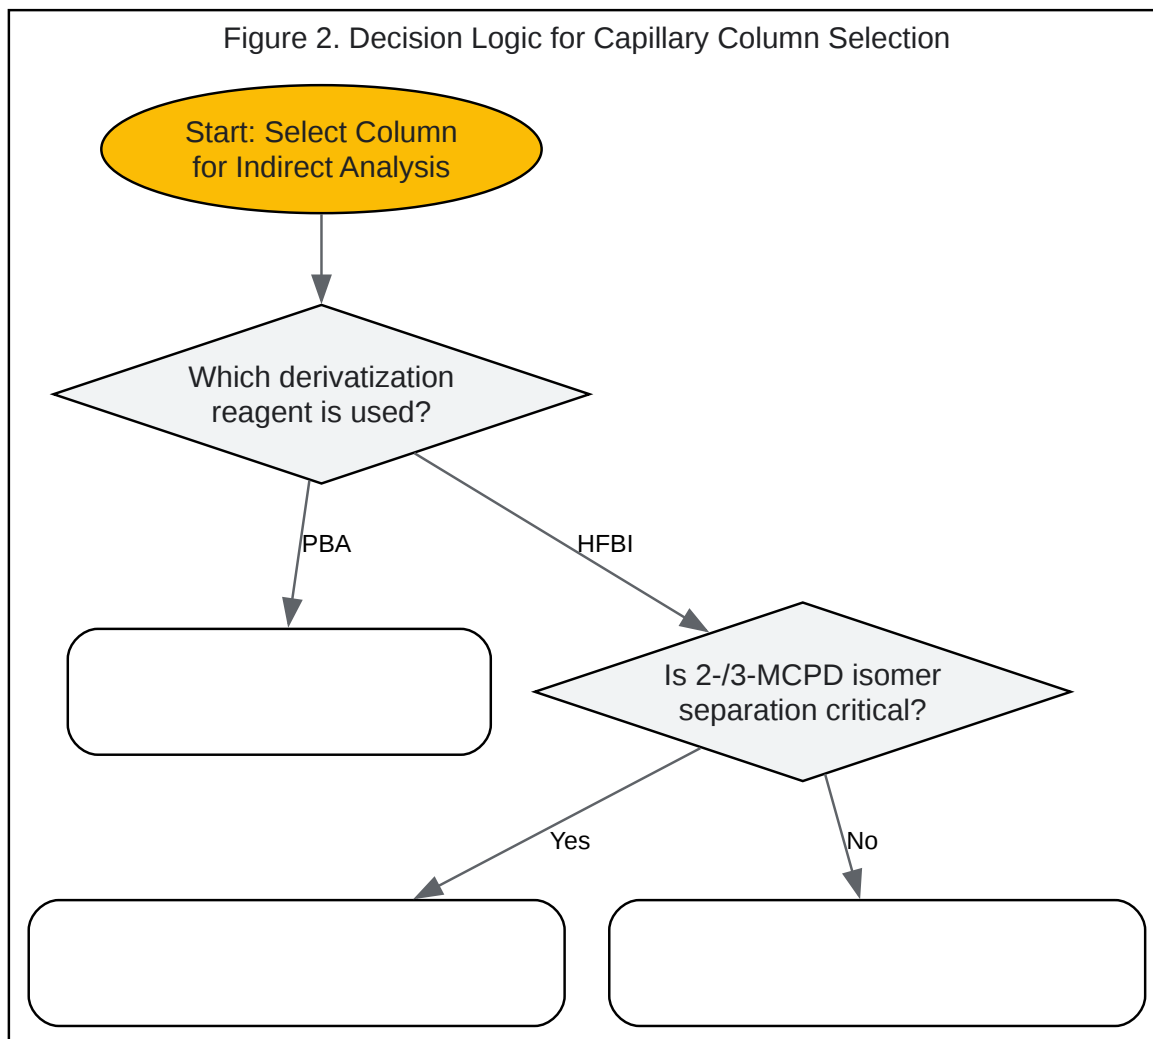 Figure 2. Decision Logic for Capillary Column Selection
Start: Select Column
for Indirect Analysis
Which derivatization
reagent is used?
PBA
HFBI
Is 2-/3-MCPD isomer
separation critical?
Yes
No